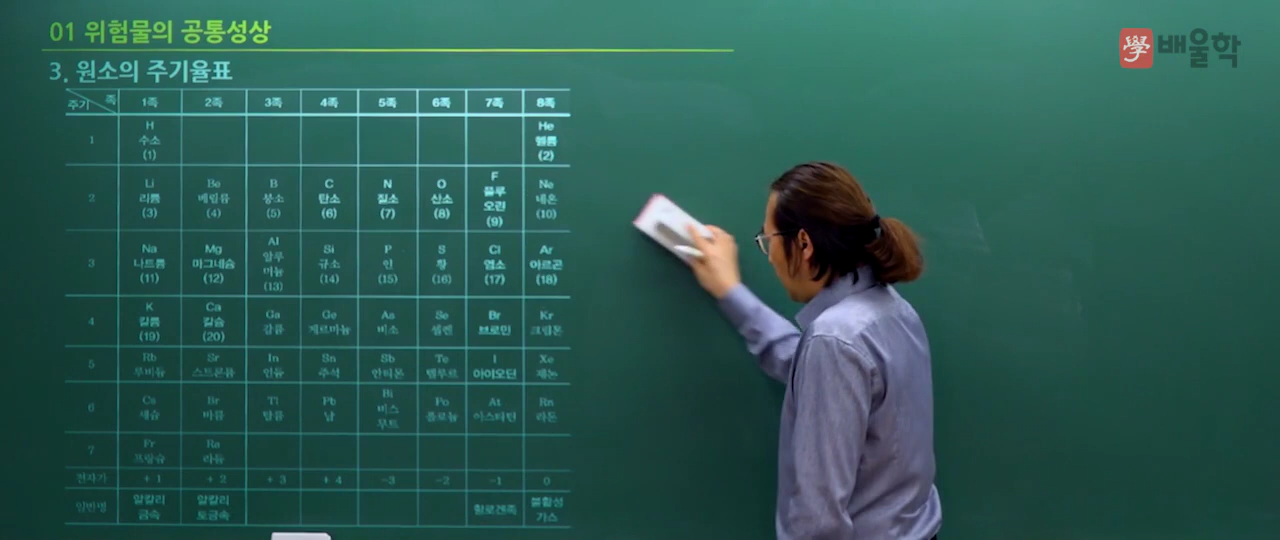 01 위험물의 공통성상
學 배울학
3. 원소의 주기율표
주기 족 1족 2족 3족 4족 5족 6족 7족 8족
1 H 수소 (1) He 헬륨 (2)
2 Li 리튬 (3) Be 베릴륨 (4) B 붕소 (5) C 탄소 (6) N 질소 (7) O 산소 (8) F 플루오린 (9) Ne 네온 (10)
3 Na 나트륨 (11) Mg 마그네슘 (12) Al 알루미늄 (13) Si 규소 (14) P 인 (15) S 황 (16) Cl 염소 (17) Ar 아르곤 (18)
4 K 칼륨 (19) Ca 칼슘 (20) Ga 갈륨 Ge 게르마늄 As 비소 Se 셀렌 Br 브로민 Kr 크립톤
5 Rb 루비듐 Sr 스트론튬 In 인듐 Sn 주석 Sb 안티몬 Te 텔루르 I 아이오딘 Xe 제논
6 Cs 세슘 Br 바륨 Tl 탈륨 Pb 납 Bi 비스무트 Po 폴로늄 At 아스타틴 Rn 라돈
7 Fr 프랑슘 Ra 라듐
전자가 +1 +2 +3 +4 -3 -2 -1 0
일반명 알칼리금속 알칼리토금속 할로겐족 불활성가스